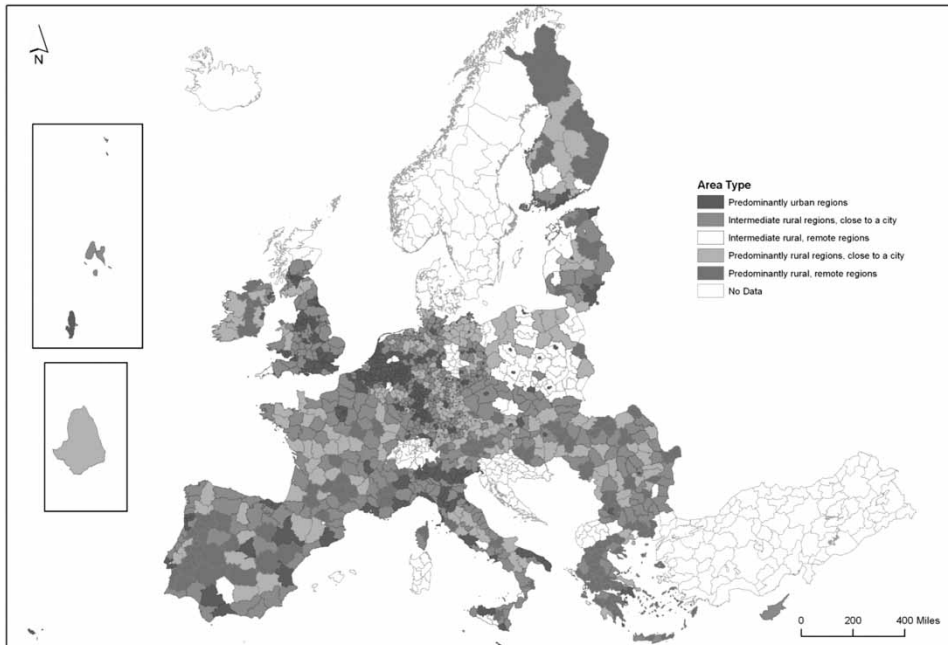 N
Area Type
Predominantly urban regions
Intermediate rural regions, close to a city
Intermediate rural, remote regions
Predominantly rural regions, close to a city
Predominantly rural, remote regions
No Data
0 200 400 Miles